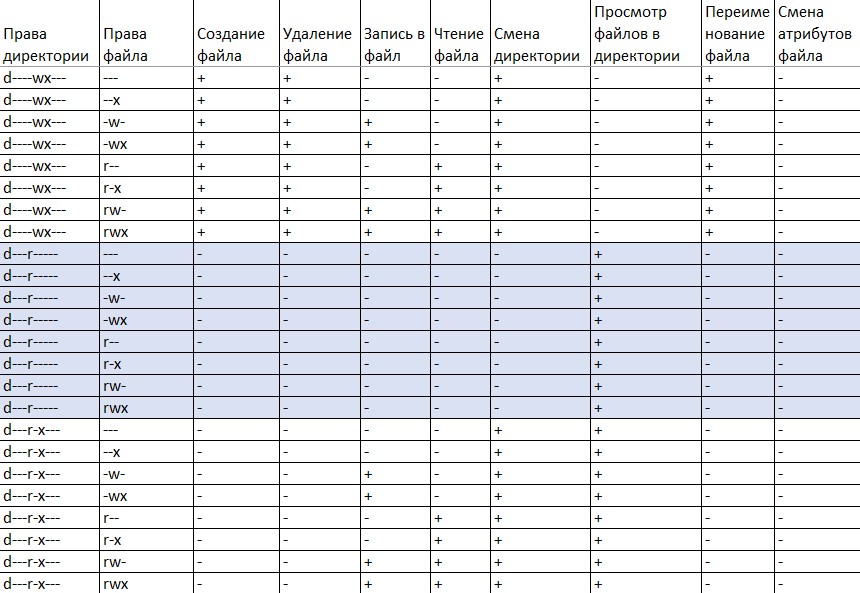 Права директории | Права файла | Создание файла | Удаление файла | Запись в файл | Чтение файла | Смена директории | Просмотр файлов в директории | Переиме нование файла | Смена атрибутов файла
d----wx--- | --- | + | + | - | - | + | - | + | -
d----wx--- | --x | + | + | - | - | + | - | + | -
d----wx--- | -w- | + | + | + | - | + | - | + | -
d----wx--- | -wx | + | + | + | - | + | - | + | -
d----wx--- | r-- | + | + | - | + | + | - | + | -
d----wx--- | r-x | + | + | - | + | + | - | + | -
d----wx--- | rw- | + | + | + | + | + | - | + | -
d----wx--- | rwx | + | + | + | + | + | - | + | -
d---r----- | --- | - | - | - | - | - | + | - | -
d---r----- | --x | - | - | - | - | - | + | - | -
d---r----- | -w- | - | - | - | - | - | + | - | -
d---r----- | -wx | - | - | - | - | - | + | - | -
d---r----- | r-- | - | - | - | - | - | + | - | -
d---r----- | r-x | - | - | - | - | - | + | - | -
d---r----- | rw- | - | - | - | - | - | + | - | -
d---r----- | rwx | - | - | - | - | - | + | - | -
d---r-x--- | --- | - | - | - | - | + | + | - | -
d---r-x--- | --x | - | - | - | - | + | + | - | -
d---r-x--- | -w- | - | - | + | - | + | + | - | -
d---r-x--- | -wx | - | - | + | - | + | + | - | -
d---r-x--- | r-- | - | - | - | + | + | + | - | -
d---r-x--- | r-x | - | - | - | + | + | + | - | -
d---r-x--- | rw- | - | - | + | + | + | + | - | -
d---r-x--- | rwx | - | - | + | + | + | + | - | -